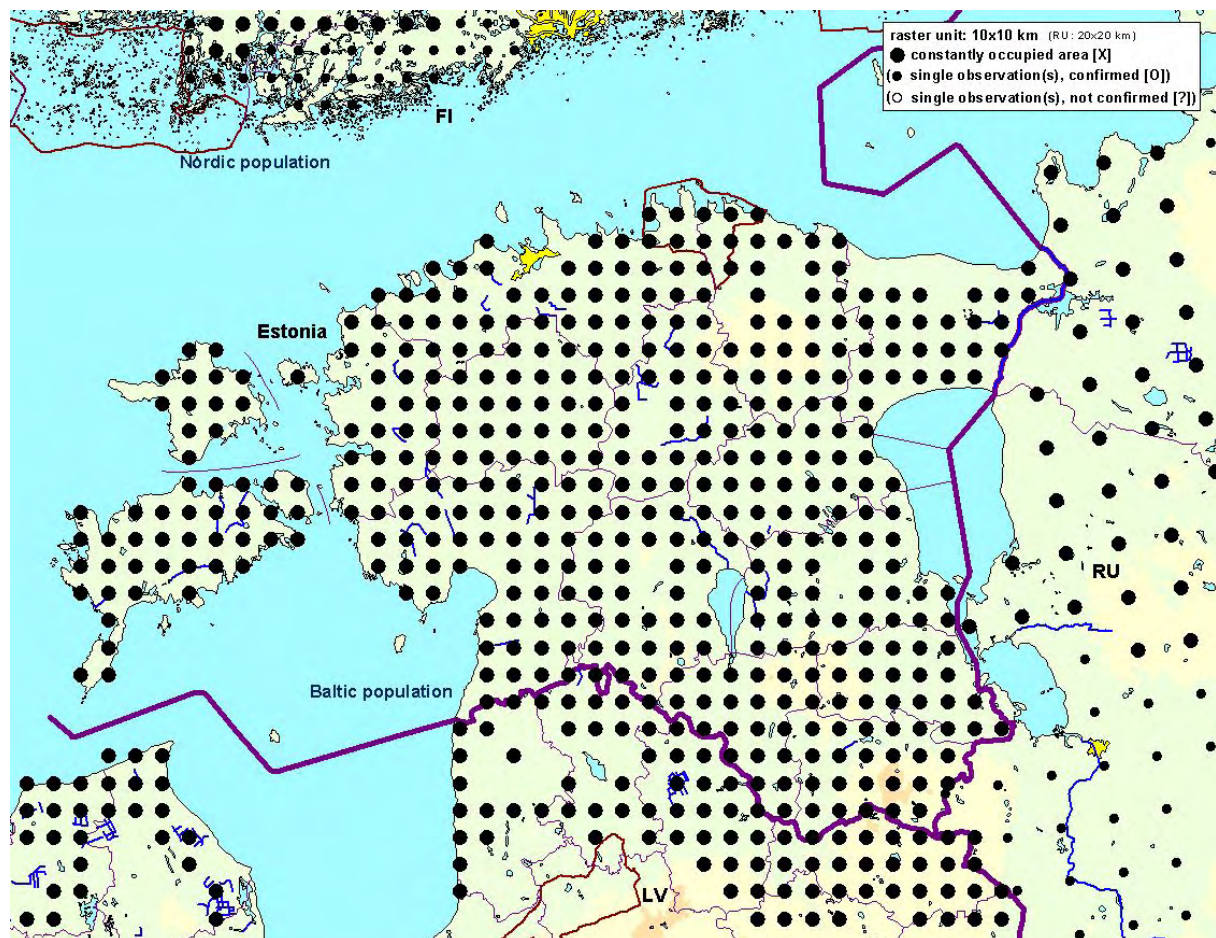 raster unit: 10x10 km (RU: 20x20 km)
constantly occupied area [X]
( single observation(s), confirmed [O])
( single observation(s), not confirmed [?])
FI
Nordic population
Estonia
RU
Baltic population
LV